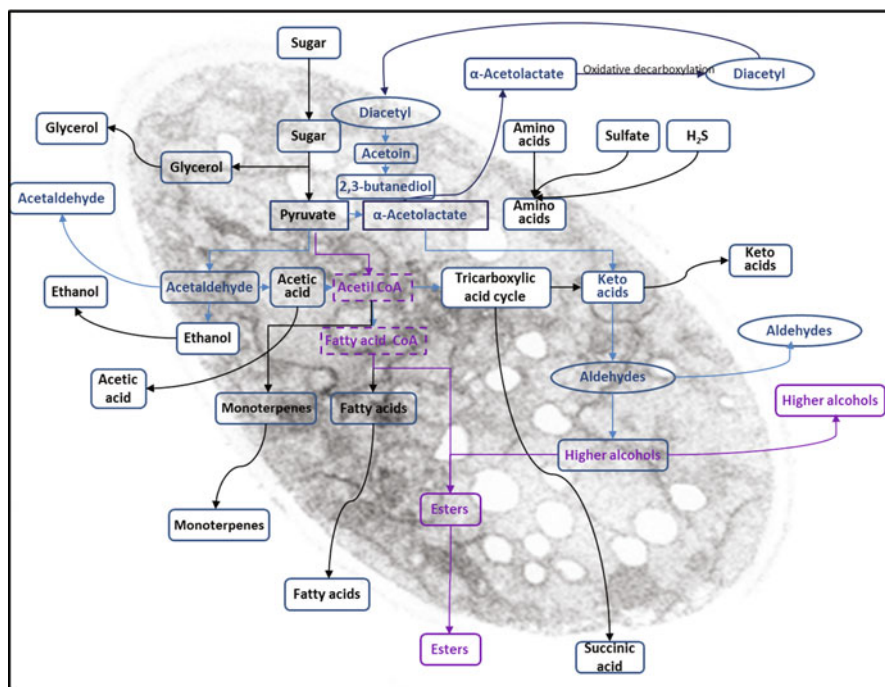 Sugar
α-Acetolactate
Oxidative decarboxylation
Diacetyl
Diacetyl
Glycerol
Sugar
Amino
acids
Sulfate
H₂S
Acetoin
Glycerol
2,3-butanediol
Acetaldehyde
Pyruvate
α-Acetolactate
Amino
acids
Keto
acids
Acetaldehyde
Acetic
acid
Acetil CoA
Tricarboxylic
acid cycle
Keto
acids
Ethanol
Ethanol
Fatty acid CoA
Aldehydes
Acetic
acid
Aldehydes
Monoterpenes
Fatty acids
Higher alcohols
Higher alcohols
Esters
Monoterpenes
Fatty acids
Esters
Succinic
acid